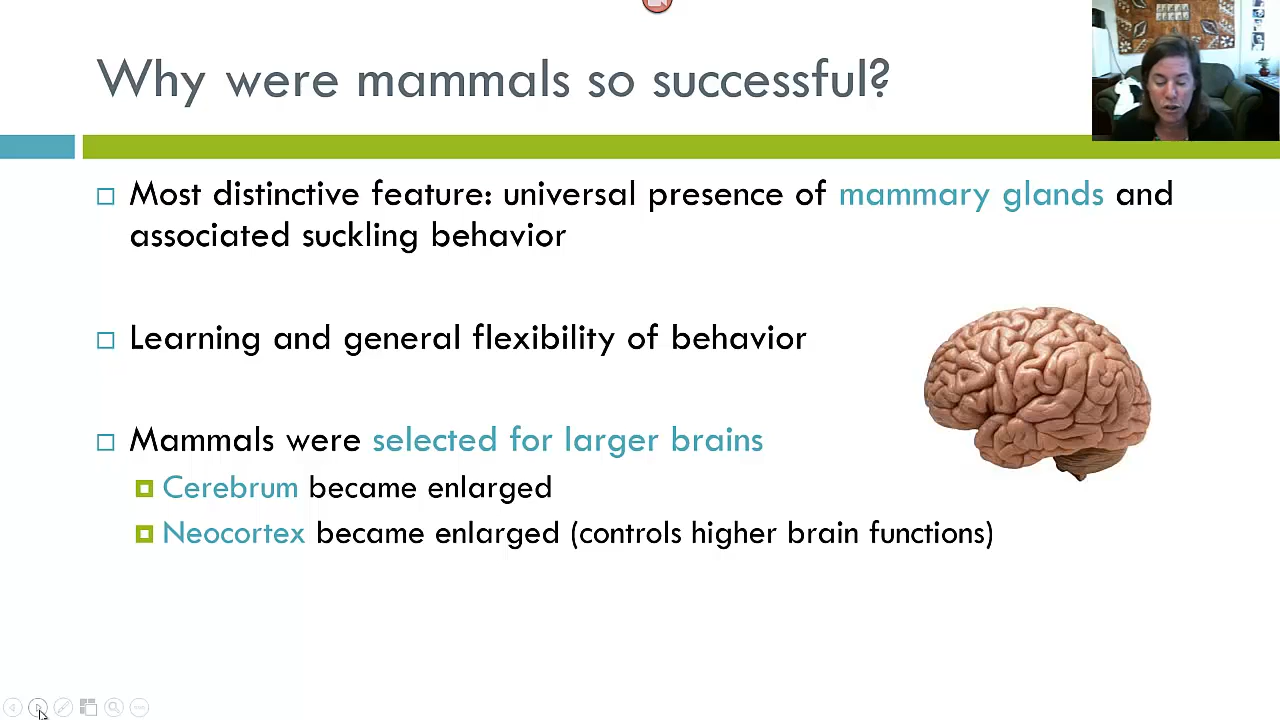 Why were mammals so successful?
Most distinctive feature: universal presence of mammary glands and
associated suckling behavior
Learning and general flexibility of behavior
Mammals were selected for larger brains
Cerebrum became enlarged
Neocortex became enlarged (controls higher brain functions)